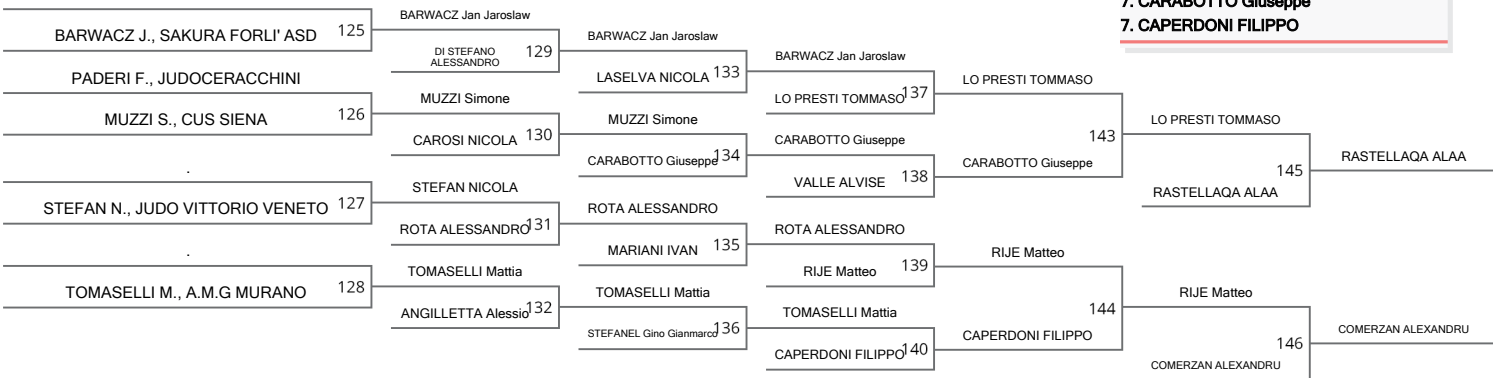 7. CARABOTTO Giuseppe
7. CAPERDONI FILIPPO
BARWACZ J., SAKURA FORLI' ASD 125
PADERI F., JUDOCERACCHINI
MUZZI S., CUS SIENA 126
.
STEFAN N., JUDO VITTORIO VENETO 127
.
TOMASELLI M., A.M.G MURANO 128
BARWACZ Jan Jaroslaw
DI STEFANO
ALESSANDRO 129
MUZZI Simone
CAROSI NICOLA 130
STEFAN NICOLA
ROTA ALESSANDRO 131
TOMASELLI Mattia
ANGILLETTA Alessio 132
BARWACZ Jan Jaroslaw
LASELVA NICOLA 133
MUZZI Simone
CARABOTTO Giuseppe 134
ROTA ALESSANDRO
MARIANI IVAN 135
TOMASELLI Mattia
STEFANEL Gino Gianmarco 136
BARWACZ Jan Jaroslaw
LO PRESTI TOMMASO 137
CARABOTTO Giuseppe
VALLE ALVISE 138
ROTA ALESSANDRO
RIJE Matteo 139
TOMASELLI Mattia
CAPERDONI FILIPPO 140
LO PRESTI TOMMASO
143
CARABOTTO Giuseppe
RIJE Matteo
144
CAPERDONI FILIPPO
LO PRESTI TOMMASO
145
RASTELLAQA ALAA
RIJE Matteo
146
COMERZAN ALEXANDRU
RASTELLAQA ALAA
COMERZAN ALEXANDRU